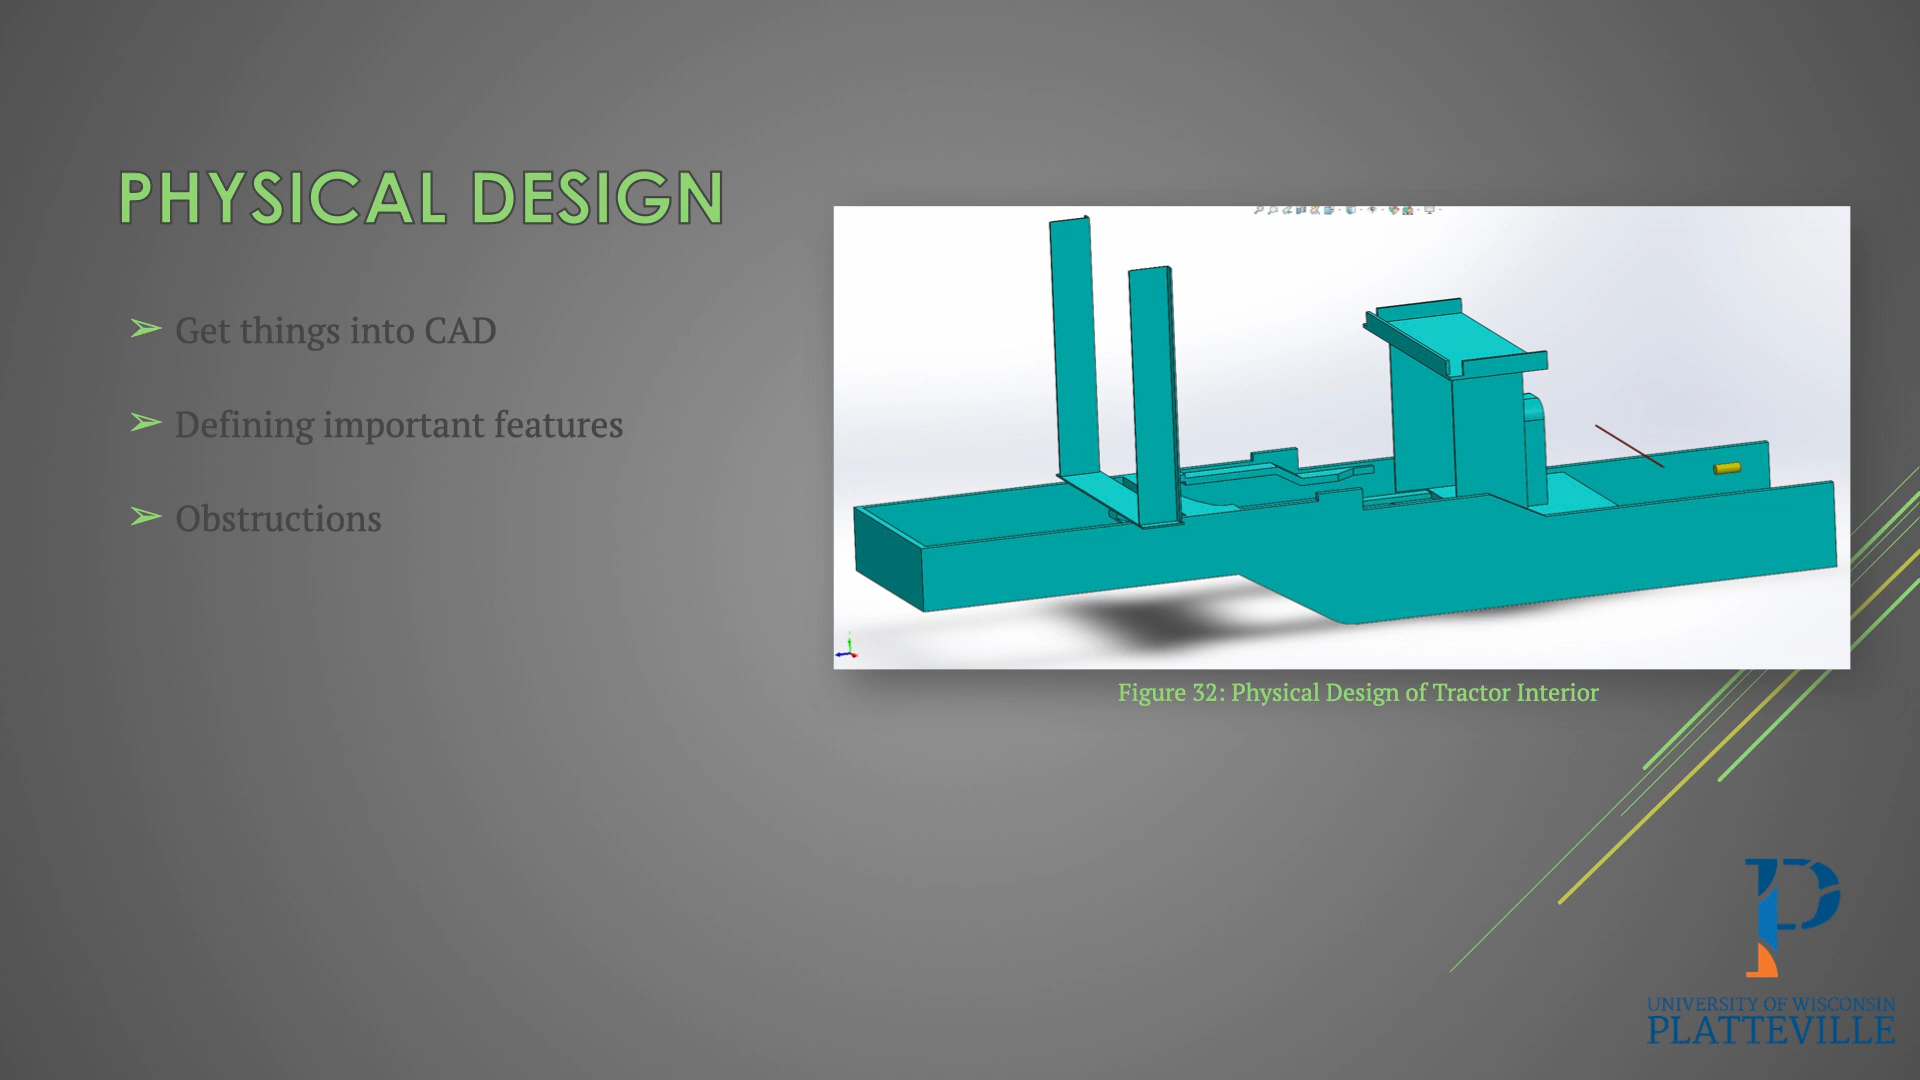 PHYSICAL DESIGN
➢ Get things into CAD
➢ Defining important features
➢ Obstructions
Figure 32: Physical Design of Tractor Interior
UNIVERSITY OF WISCONSIN
PLATTEVILLE